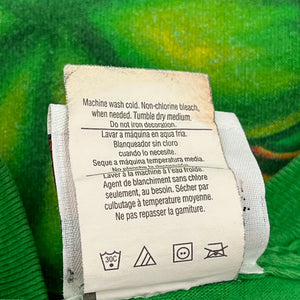 Machine wash cold. Non-chlorine bleach,
when needed. Tumble dry medium.
Do not iron decoration.
Lavar a máquina en agua fria.
Blanqueador sin cloro
cuando lo necesite.
Seque a máquina temperatura media.
Laver à la machine à l'eau froide.
Agent de blanchiment sans chlore
seulement, au besoin. Sécher par
culbutage à température moyenne.
Ne pas repasser la garniture.
30C